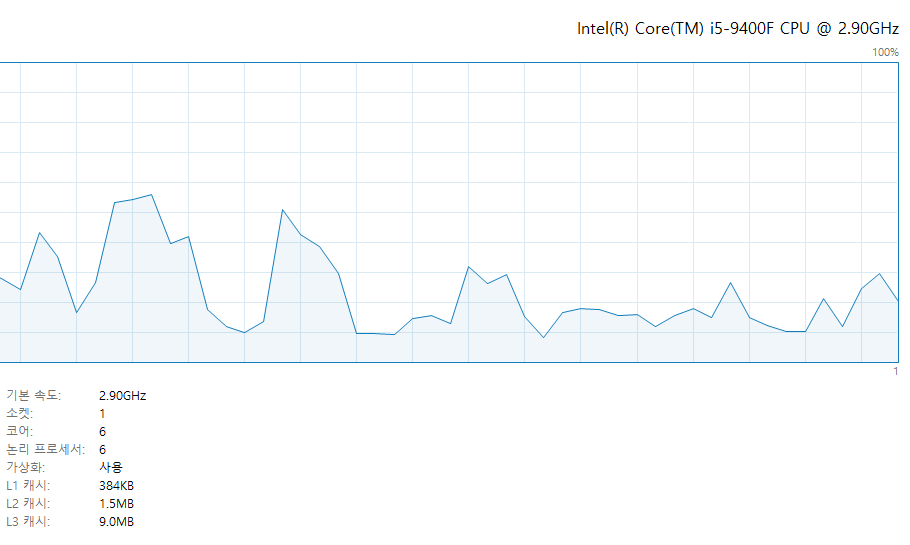 Intel(R) Core(TM) i5-9400F CPU @ 2.90GHz
100%
1
기본 속도: 2.90GHz
소켓: 1
코어: 6
논리 프로세서: 6
가상화: 사용
L1 캐시: 384KB
L2 캐시: 1.5MB
L3 캐시: 9.0MB